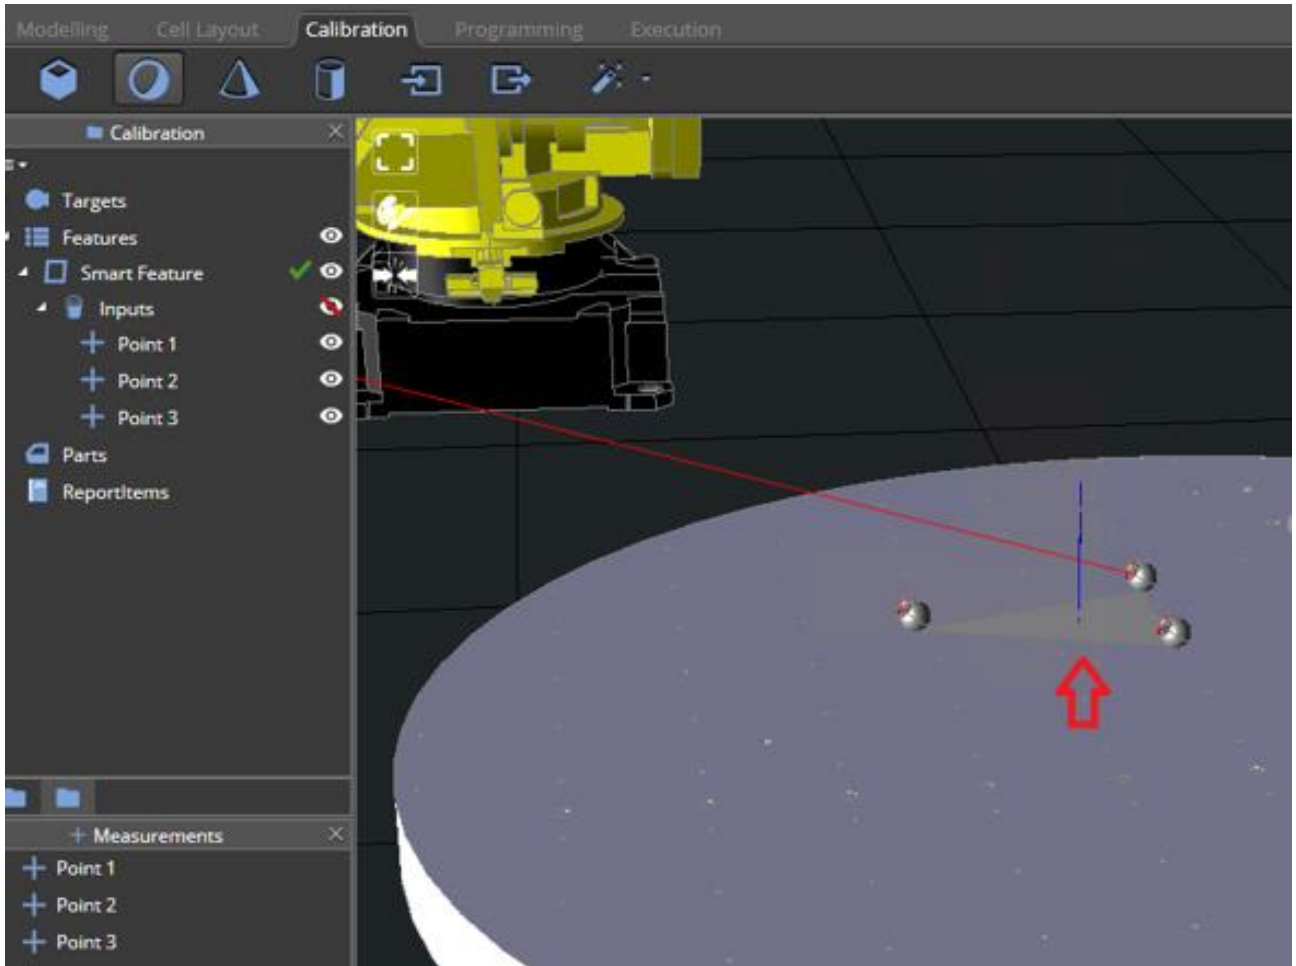 Modelling Cell Layout Calibration Programming Execution
Calibration
Targets
Features
Smart Feature
Inputs
Point 1
Point 2
Point 3
Parts
ReportItems
Measurements
Point 1
Point 2
Point 3